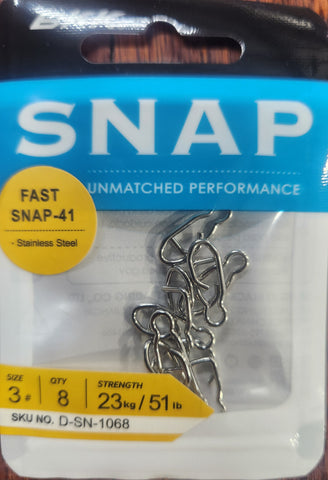 SNAP
UNMATCHED PERFORMANCE
FAST
SNAP-41
- Stainless Steel
SIZE QTY STRENGTH
3# 8 23kg/51lb
SKU NO. D-SN-1068